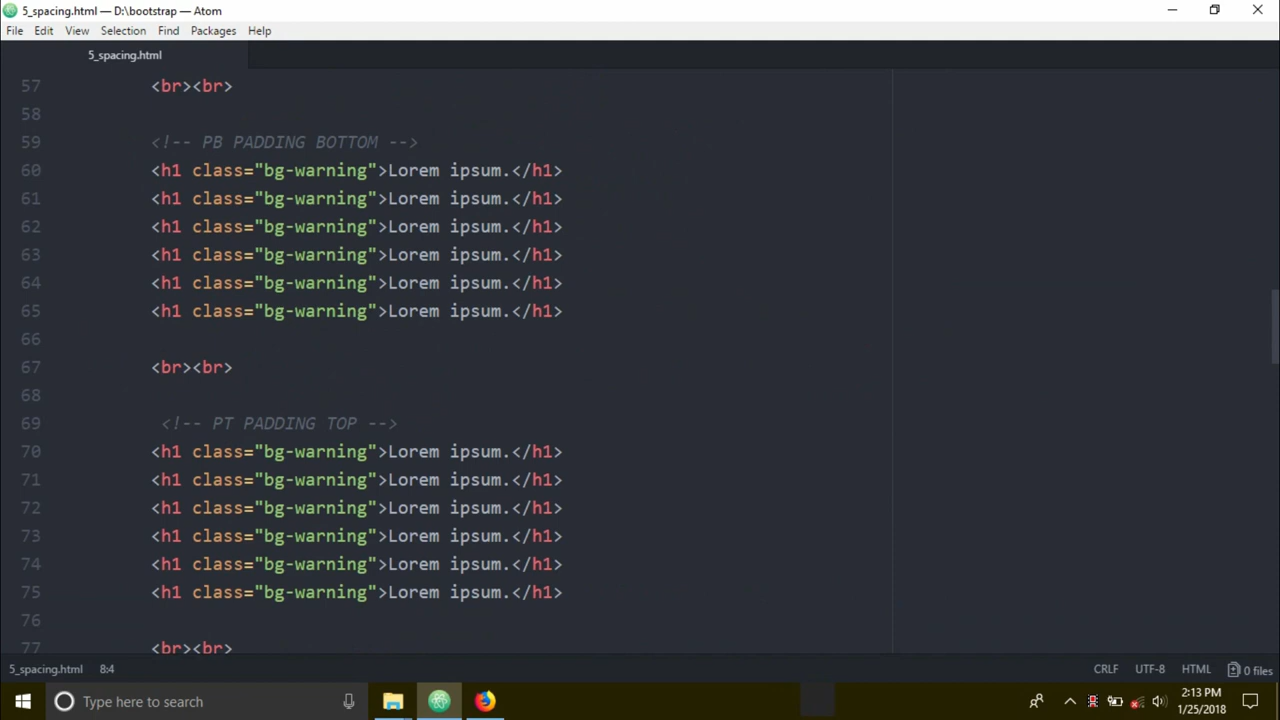 5_spacing.html — D:\bootstrap — Atom
File Edit View Selection Find Packages Help
5_spacing.html
57 <br><br>
58
59 <!-- PB PADDING BOTTOM -->
60 <h1 class="bg-warning">Lorem ipsum.</h1>
61 <h1 class="bg-warning">Lorem ipsum.</h1>
62 <h1 class="bg-warning">Lorem ipsum.</h1>
63 <h1 class="bg-warning">Lorem ipsum.</h1>
64 <h1 class="bg-warning">Lorem ipsum.</h1>
65 <h1 class="bg-warning">Lorem ipsum.</h1>
66
67 <br><br>
68
69 <!-- PT PADDING TOP -->
70 <h1 class="bg-warning">Lorem ipsum.</h1>
71 <h1 class="bg-warning">Lorem ipsum.</h1>
72 <h1 class="bg-warning">Lorem ipsum.</h1>
73 <h1 class="bg-warning">Lorem ipsum.</h1>
74 <h1 class="bg-warning">Lorem ipsum.</h1>
75 <h1 class="bg-warning">Lorem ipsum.</h1>
76
77 <br><br>
5_spacing.html 8:4 CRLF UTF-8 HTML 0 files
Type here to search
2:13 PM
1/25/2018